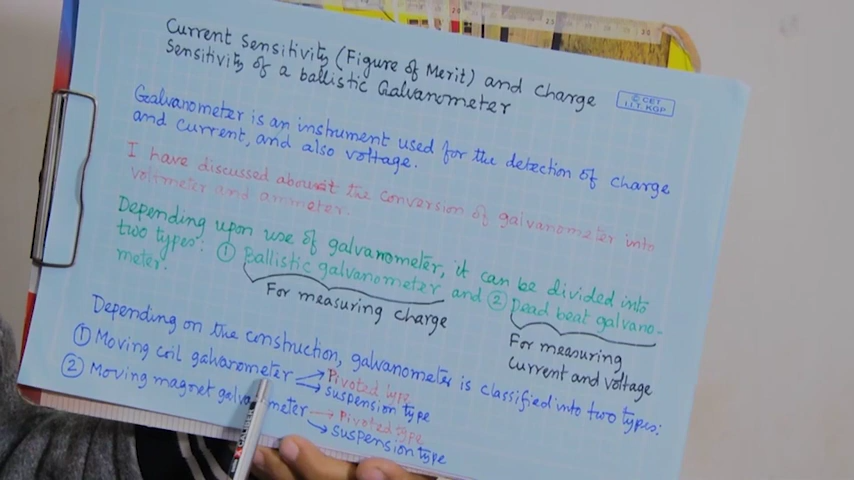 Current Sensitivity (Figure of Merit) and charge
Sensitivity of a ballistic Galvanometer
© CET
I.I.T. KGP
Galvanometer is an instrument used for the detection of charge
and current, and also voltage.
I have discussed about the conversion of galvanometer into
voltmeter and ammeter.
Depending upon use of galvanometer, it can be divided into
two types: ① Ballistic galvanometer and ② Dead beat galvano-
meter.
For measuring charge
For measuring
current and voltage
Depending on the construction, galvanometer is classified into two types:
① Moving coil galvanometer → Pivoted type
→ Suspension type
② Moving magnet galvanometer → Pivoted type
→ Suspension type